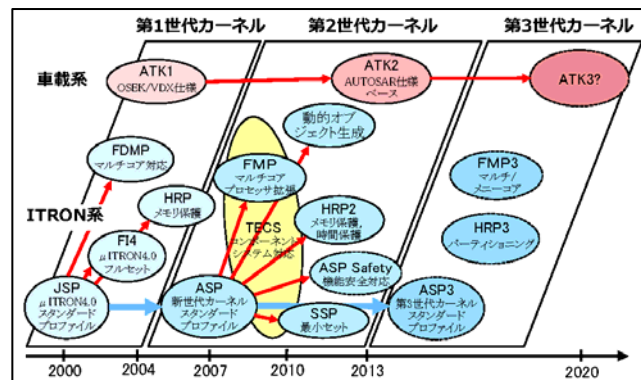 第1世代カーネル
第2世代カーネル
第3世代カーネル
車載系
ATK1
OSEK/VDX仕様
ATK2
AUTOSAR仕様
ベース
ATK3?
動的オブ
ジェクト生成
FDMP
マルチコア対応
FMP
マルチコア
プロセッサ拡張
FMP3
マルチ/
メニーコア
ITRON系
HRP
メモリ保護
HRP2
メモリ保護,
時間保護
HRP3
パーティショニング
TECS
コンポーネント
システム対応
FI4
μITRON4.0
フルセット
ASP Safety
機能安全対応
JSP
μITRON4.0
スタンダード
プロファイル
ASP
新世代カーネル
スタンダード
プロファイル
SSP
最小セット
ASP3
第3世代カーネル
スタンダード
プロファイル
2000
2004
2007
2010
2013
2020